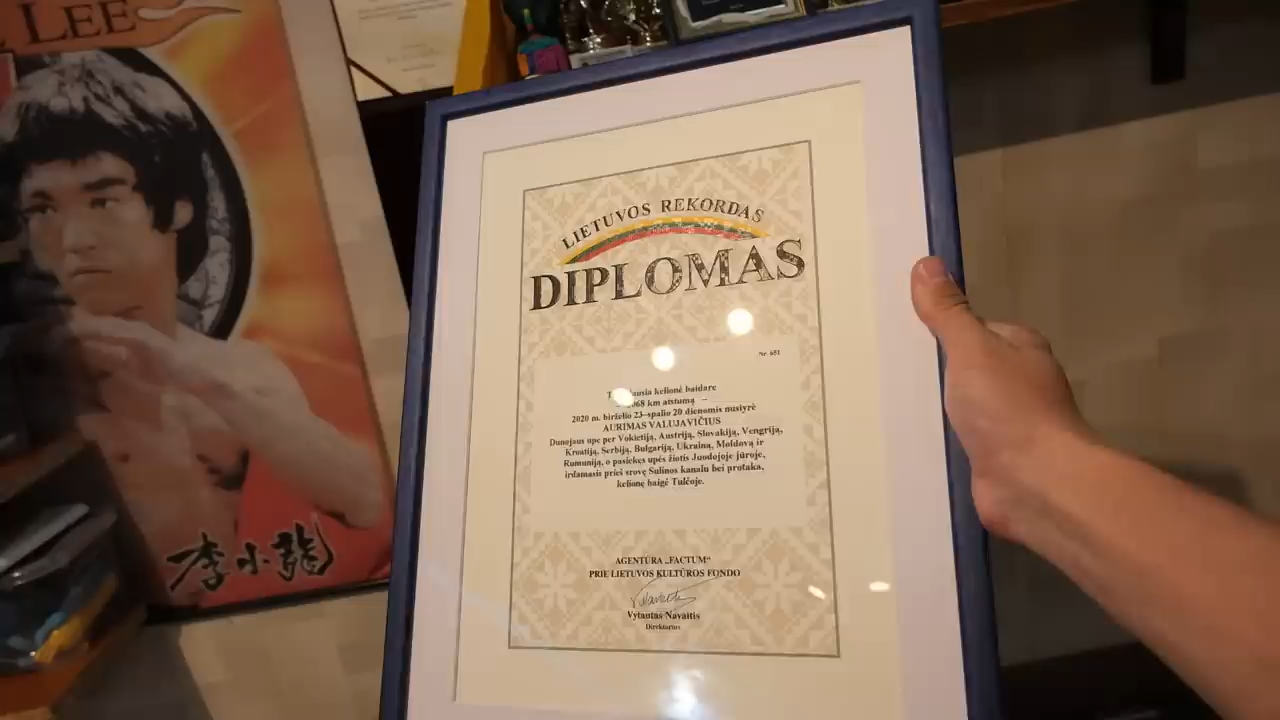 LEE
李小龍
LIETUVOS REKORDAS
DIPLOMAS
Nr. 681
kelionė baidare
km atstumą –
2020 m. birželio 23–spalio 20 dienomis nuṡtyrė
AURIMAS VALUJAVIČIUS
Dunojaus upe per Vokietiją, Austriją, Slovakiją, Vengriją,
Kroatiją, Serbiją, Bulgariją, Ukrainą, Moldovą ir
Rumuniją, o pasiekęs upės žiotis Juodojoje jūroje,
irdamasis prieš srovę Sulinos kanalu bei protaka,
kelionę baigė Tulčoje.
AGENTŪRA „FACTUM“
PRIE LIETUVOS KULTŪROS FONDO
Vytautas Navaitis
Direktorius